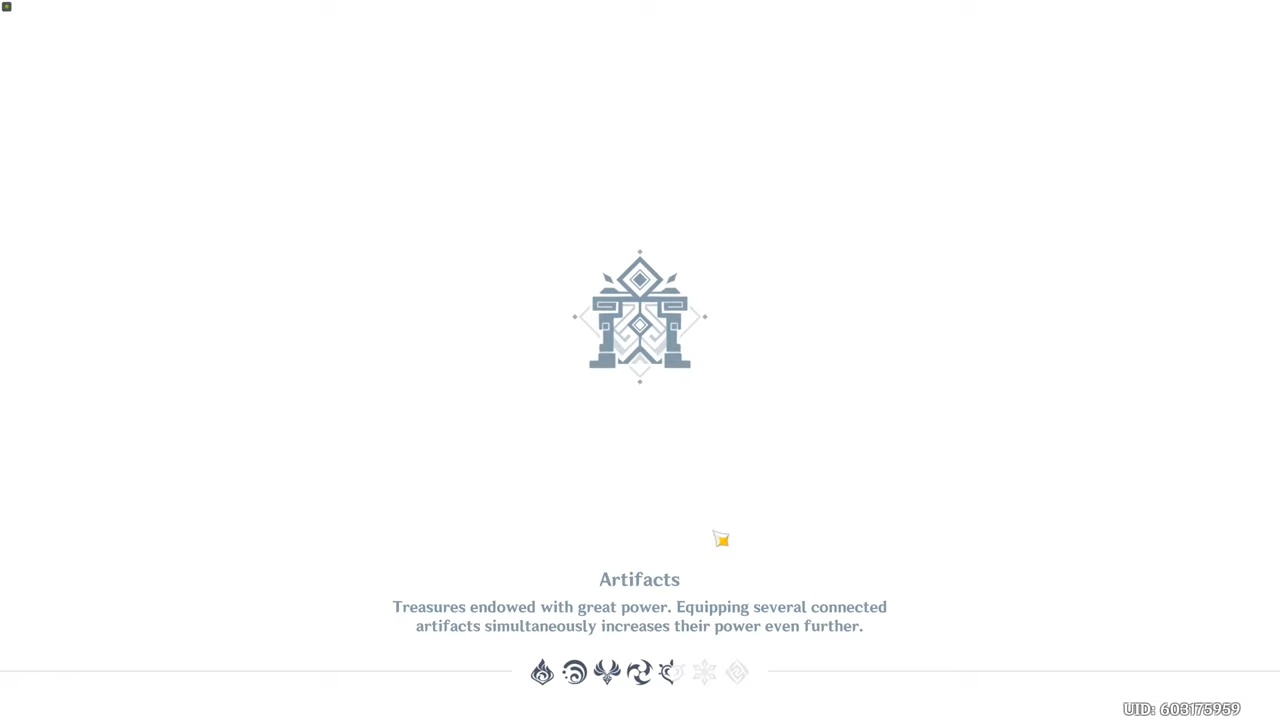 Artifacts
Treasures endowed with great power. Equipping several connected
artifacts simultaneously increases their power even further.
UID: 603175959